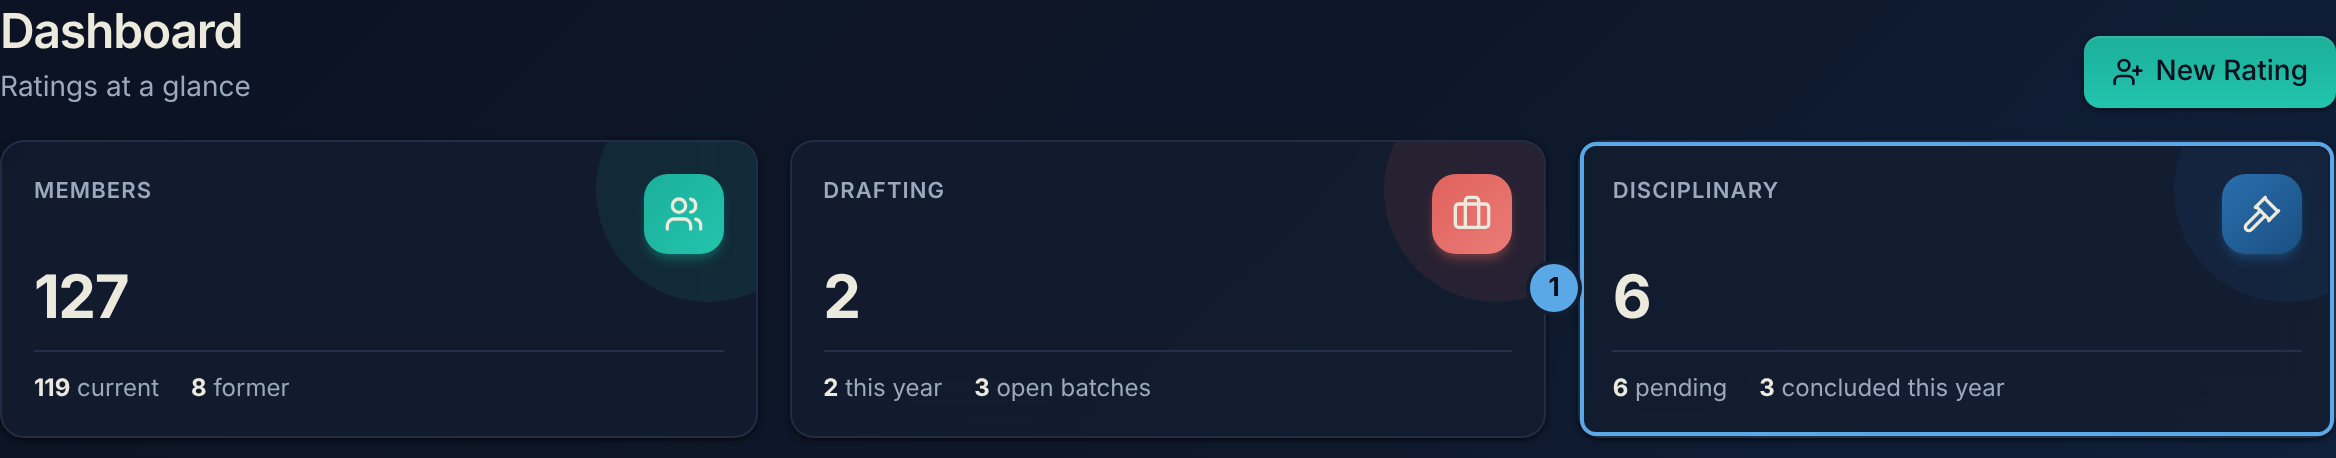 Dashboard
Ratings at a glance
New Rating
MEMBERS
127
119 current 8 former
DRAFTING
2
2 this year 3 open batches
1
DISCIPLINARY
6
6 pending 3 concluded this year